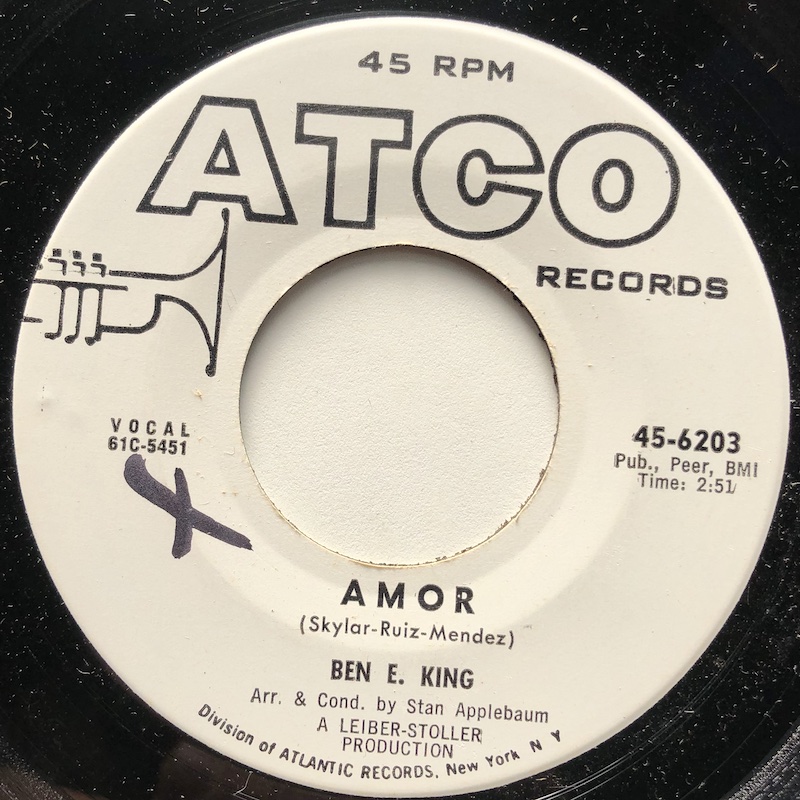 45 RPM
ATCO
RECORDS
VOCAL
61C-5451
45-6203
Pub., Peer, BMI
Time: 2:51
AMOR
(Skylar-Ruiz-Mendez)
BEN E. KING
Arr. & Cond. by Stan Applebaum
A LEIBER-STOLLER
PRODUCTION
Division of ATLANTIC RECORDS, New York N Y